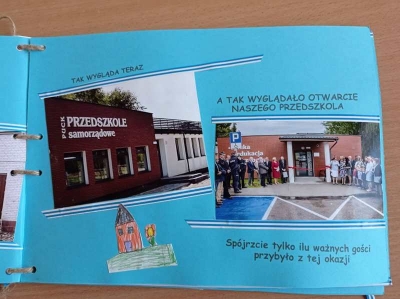 TAK WYGLĄDA TERAZ
PUCK
PRZEDSZKOLE
samorządowe
A TAK WYGLĄDAŁO OTWARCIE
NASZEGO PRZEDSZKOLA
P
Spójrzcie tylko ilu ważnych gości
przybyło z tej okazji